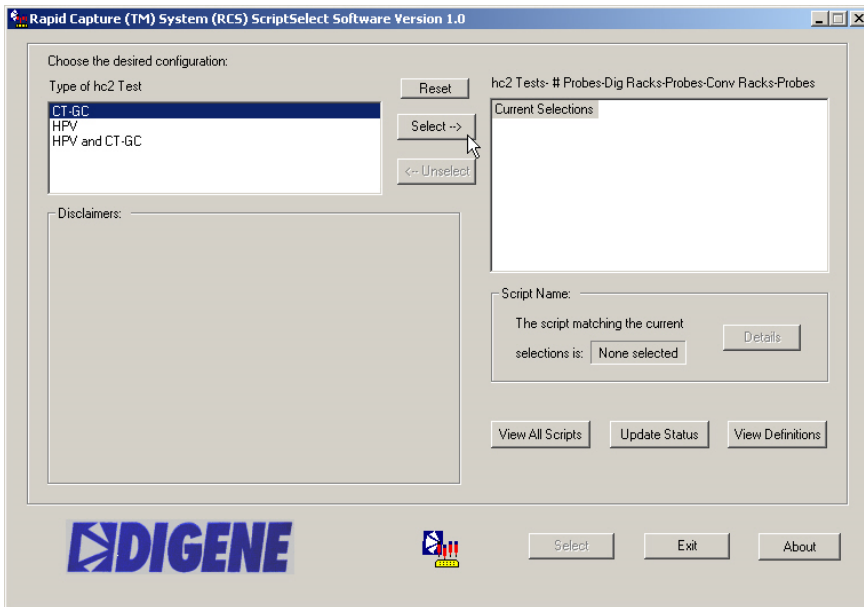 Rapid Capture (TM) System (RCS) ScriptSelect Software Version 1.0
Choose the desired configuration:
Type of hc2 Test
CT-GC
HPV
HPV and CT-GC
Reset
Select -->
<-- Unselect
hc2 Tests- # Probes-Dig Racks-Probes-Conv Racks-Probes
Current Selections
Disclaimers:
Script Name:
The script matching the current
selections is: None selected
Details
View All Scripts
Update Status
View Definitions
DIGENE
Select
Exit
About